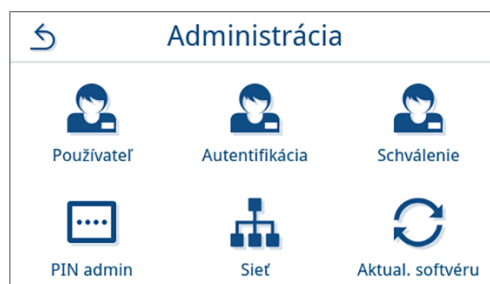 Administrácia
Používateľ
Autentifikácia
Schválenie
PIN admin
Sieť
Aktual. softvéru